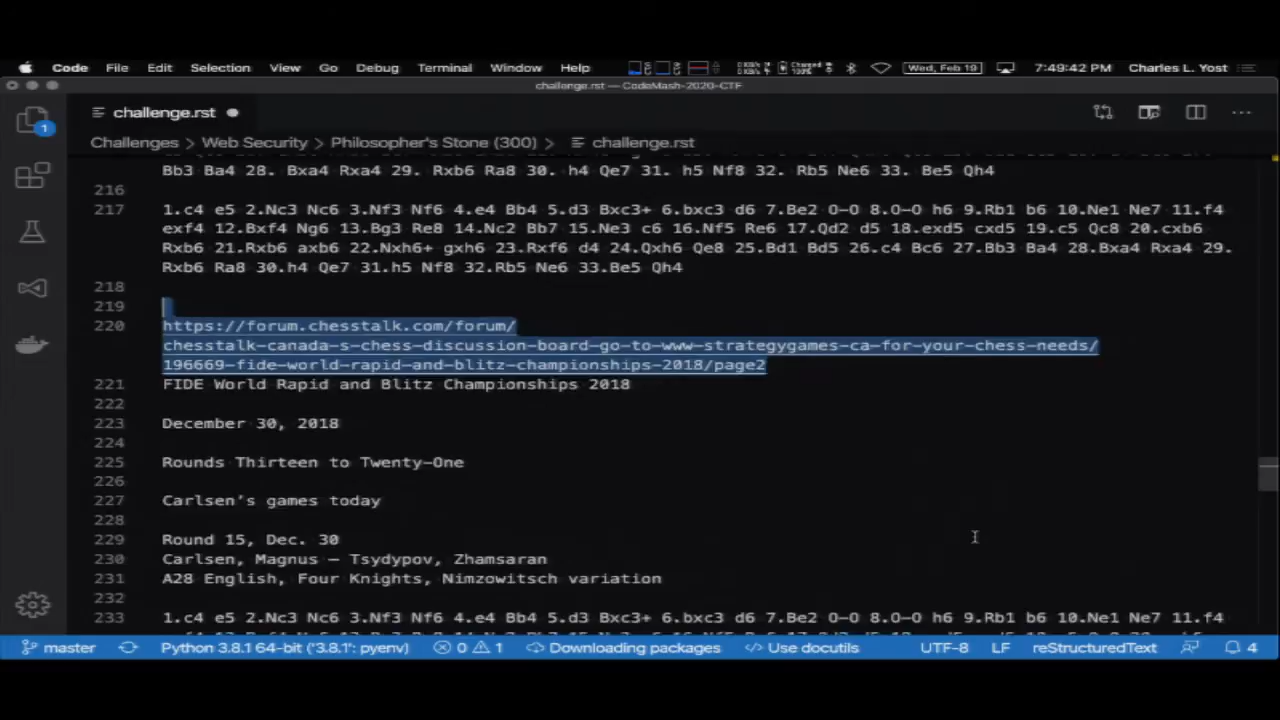 Code File Edit Selection View Go Debug Terminal Window Help Charged 100% Wed, Feb 19 7:49:42 PM Charles L. Yost
challenge.rst — CodeMash-2020-CTF
challenge.rst
1
Challenges > Web Security > Philosopher's Stone (300) > challenge.rst
Bb3 Ba4 28. Bxa4 Rxa4 29. Rxb6 Ra8 30. h4 Qe7 31. h5 Nf8 32. Rb5 Ne6 33. Be5 Qh4
216
217 1.c4 e5 2.Nc3 Nc6 3.Nf3 Nf6 4.e4 Bb4 5.d3 Bxc3+ 6.bxc3 d6 7.Be2 0-0 8.0-0 h6 9.Rb1 b6 10.Ne1 Ne7 11.f4
exf4 12.Bxf4 Ng6 13.Bg3 Re8 14.Nc2 Bb7 15.Ne3 c6 16.Nf5 Re6 17.Qd2 d5 18.exd5 cxd5 19.c5 Qc8 20.cxb6
Rxb6 21.Rxb6 axb6 22.Nxh6+ gxh6 23.Rxf6 d4 24.Qxh6 Qe8 25.Bd1 Bd5 26.c4 Bc6 27.Bb3 Ba4 28.Bxa4 Rxa4 29.
Rxb6 Ra8 30.h4 Qe7 31.h5 Nf8 32.Rb5 Ne6 33.Be5 Qh4
218
219
220 https://forum.chesstalk.com/forum/
chesstalk-canada-s-chess-discussion-board-go-to-www-strategygames-ca-for-your-chess-needs/
196669-fide-world-rapid-and-blitz-championships-2018/page2
221 FIDE World Rapid and Blitz Championships 2018
222
223 December 30, 2018
224
225 Rounds Thirteen to Twenty-One
226
227 Carlsen's games today
228
229 Round 15, Dec. 30
230 Carlsen, Magnus – Tsydypov, Zhamsaran
231 A28 English, Four Knights, Nimzowitsch variation
232
233 1.c4 e5 2.Nc3 Nc6 3.Nf3 Nf6 4.e4 Bb4 5.d3 Bxc3+ 6.bxc3 d6 7.Be2 0-0 8.0-0 h6 9.Rb1 b6 10.Ne1 Ne7 11.f4
master Python 3.8.1 64-bit ('3.8.1': pyenv) 0 1 Downloading packages </> Use docutils UTF-8 LF reStructuredText 4